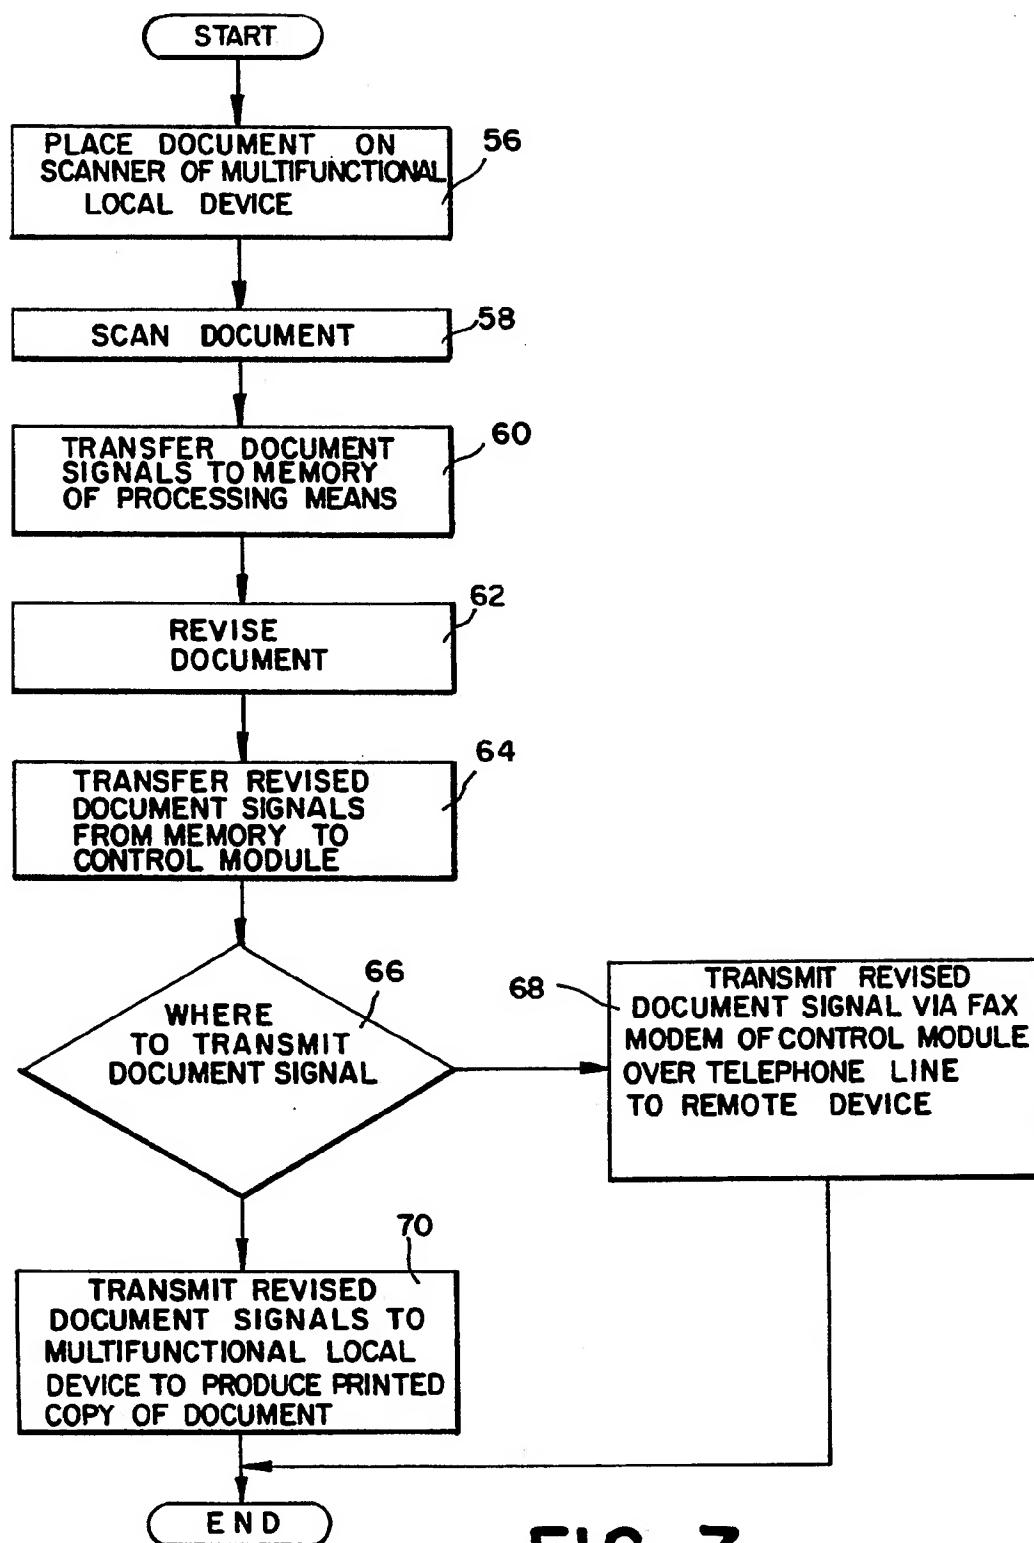 START
PLACE DOCUMENT ON
SCANNER OF MULTIFUNCTIONAL
LOCAL DEVICE
56
SCAN DOCUMENT
58
TRANSFER DOCUMENT
SIGNALS TO MEMORY
OF PROCESSING MEANS
60
REVISE
DOCUMENT
62
TRANSFER REVISED
DOCUMENT SIGNALS
FROM MEMORY TO
CONTROL MODULE
64
WHERE
TO TRANSMIT
DOCUMENT SIGNAL
66
68
TRANSMIT REVISED
DOCUMENT SIGNAL VIA FAX
MODEM OF CONTROL MODULE
OVER TELEPHONE LINE
TO REMOTE DEVICE
70
TRANSMIT REVISED
DOCUMENT SIGNALS TO
MULTIFUNCTIONAL LOCAL
DEVICE TO PRODUCE PRINTED
COPY OF DOCUMENT
END
FIG.